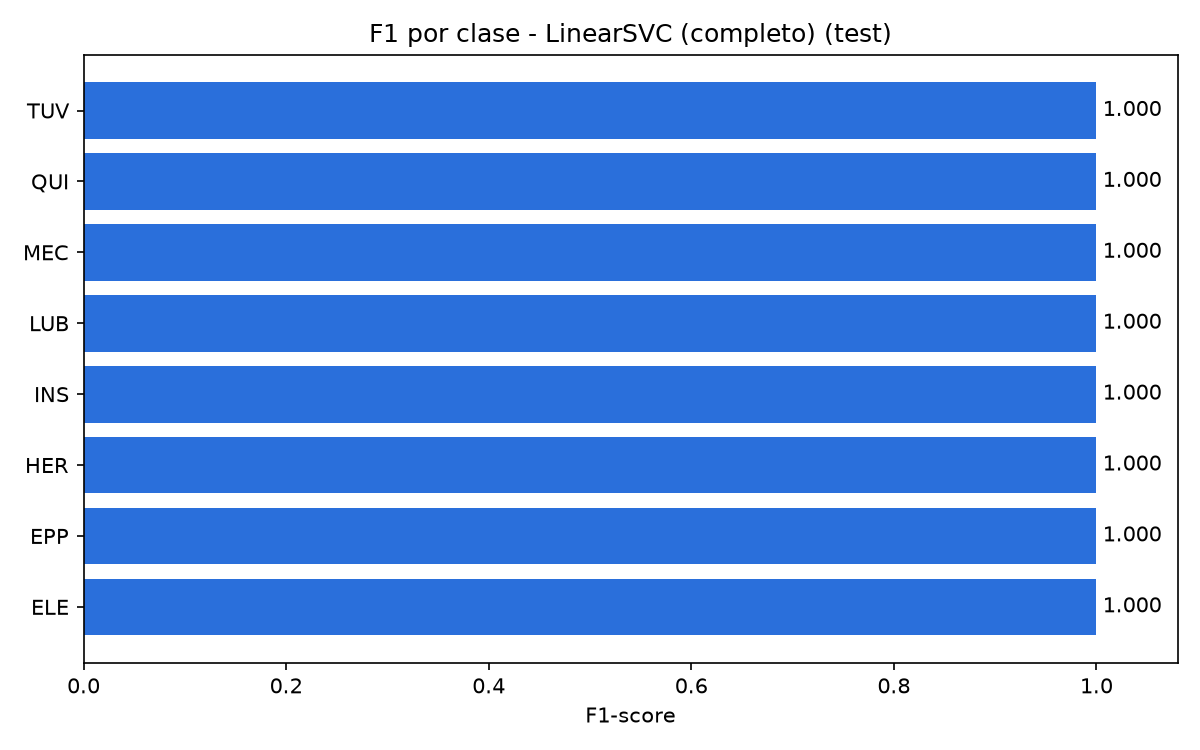 F1 por clase - LinearSVC (completo) (test)
TUV 1.000
QUI 1.000
MEC 1.000
LUB 1.000
INS 1.000
HER 1.000
EPP 1.000
ELE 1.000
0.0 0.2 0.4 0.6 0.8 1.0
F1-score